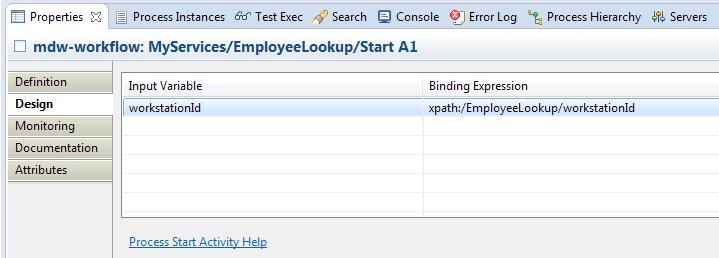 Properties Process Instances Test Exec Search Console Error Log Process Hierarchy Servers
mdw-workflow: MyServices/EmployeeLookup/Start A1
Definition
Design
Monitoring
Documentation
Attributes
Input Variable Binding Expression
workstationId xpath:/EmployeeLookup/workstationId
Process Start Activity Help